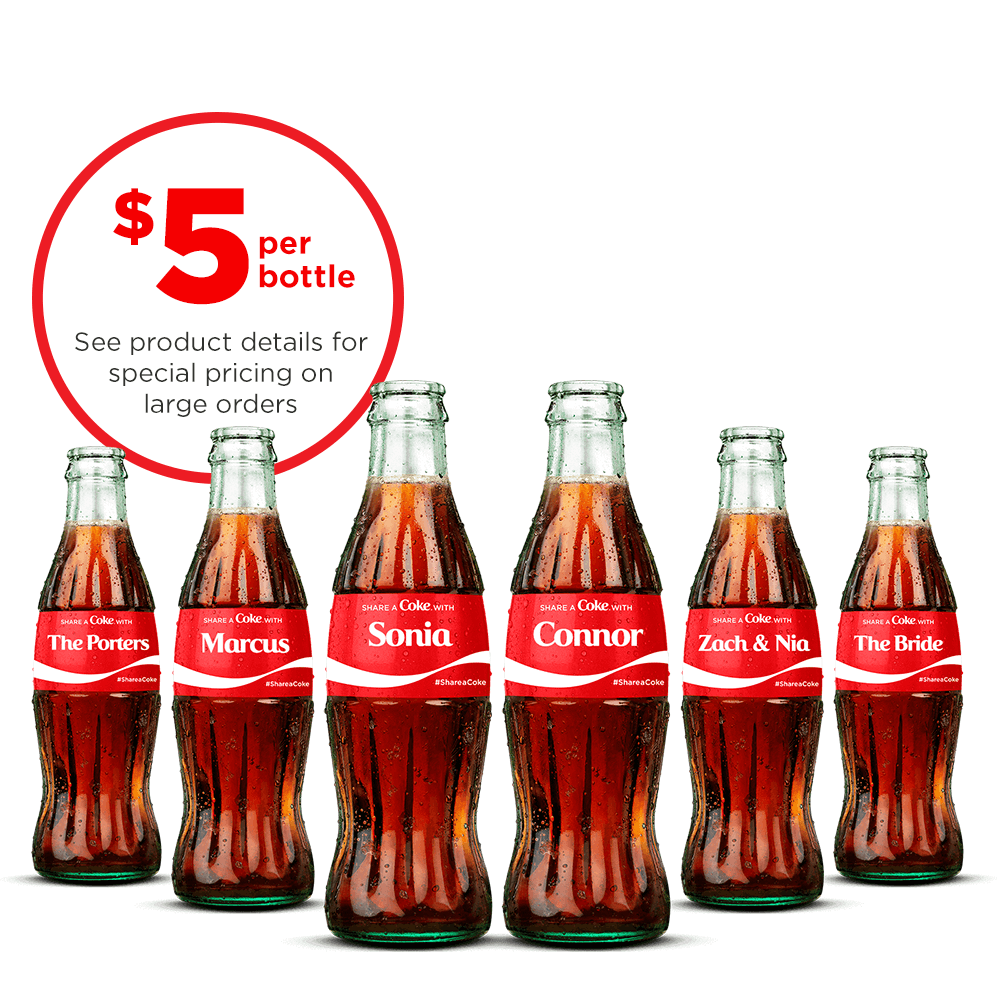 $5 per
bottle
See product details for
special pricing on
large orders
SHARE A Coke WITH
The Porters
#ShareaCoke
SHARE A Coke WITH
Marcus
#ShareaCoke
SHARE A Coke WITH
Sonia
#ShareaCoke
SHARE A Coke WITH
Connor
#ShareaCoke
SHARE A Coke WITH
Zach & Nia
#ShareaCoke
SHARE A Coke WITH
The Bride
#ShareaCoke